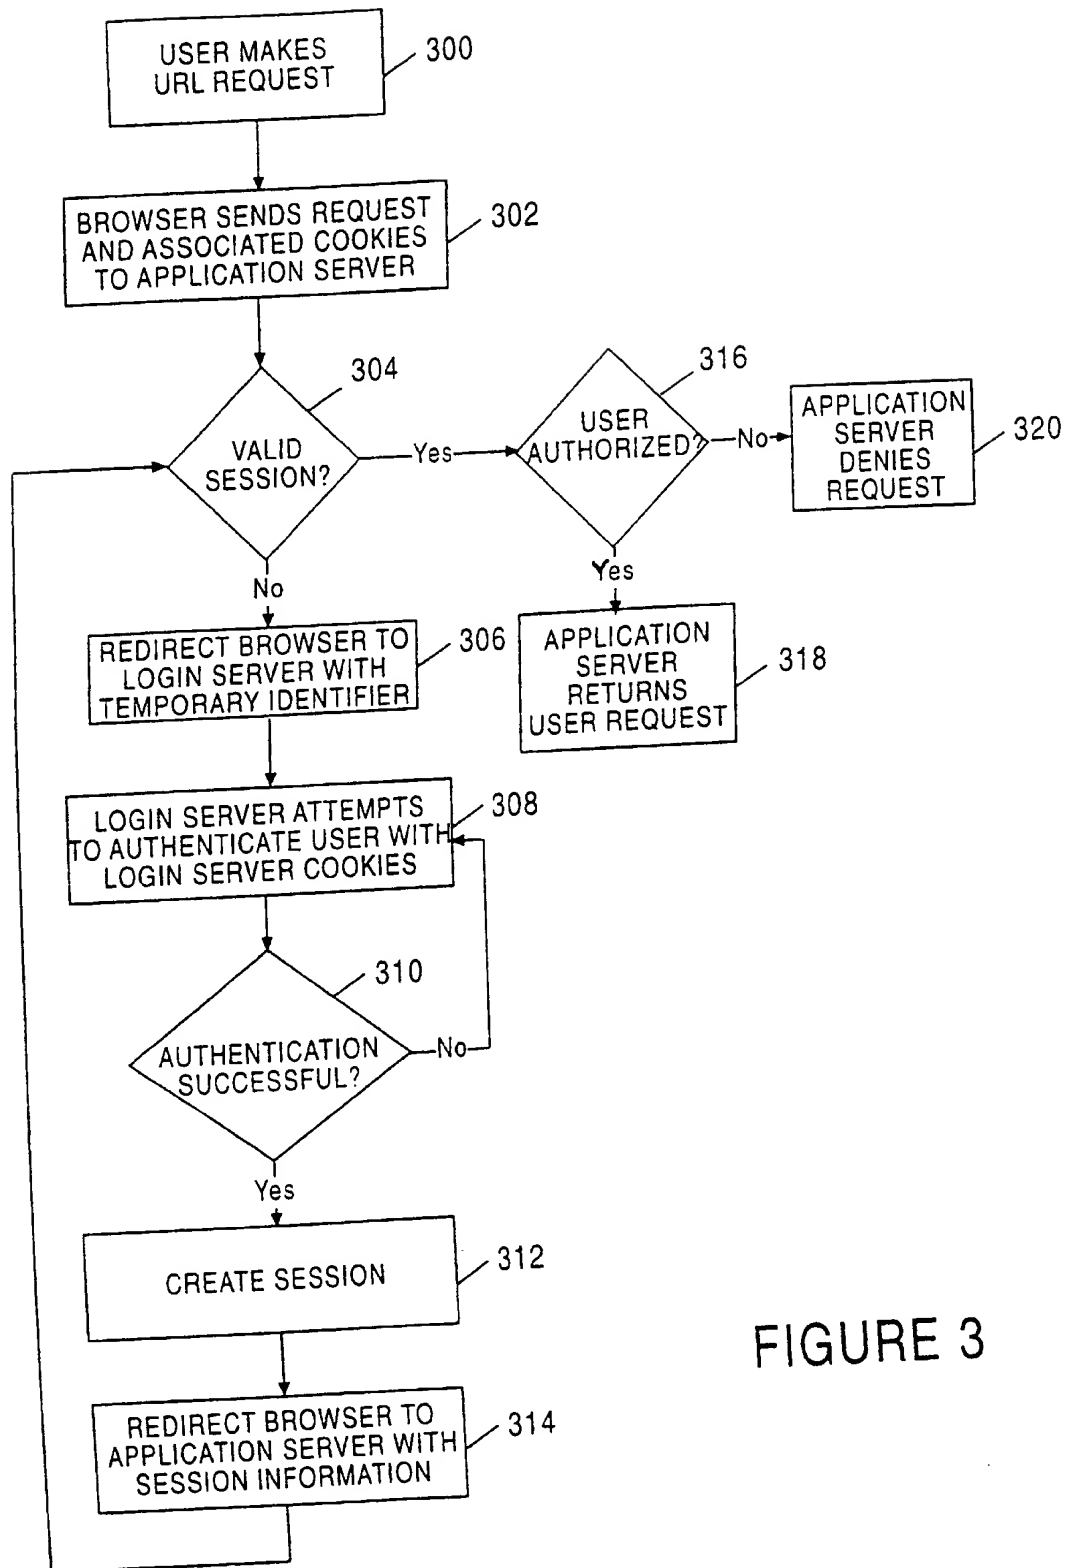 USER MAKES
URL REQUEST
300
BROWSER SENDS REQUEST
AND ASSOCIATED COOKIES
TO APPLICATION SERVER
302
304
VALID
SESSION?
Yes
316
USER
AUTHORIZED?
No
APPLICATION
SERVER
DENIES
REQUEST
320
No
Yes
REDIRECT BROWSER TO
LOGIN SERVER WITH
TEMPORARY IDENTIFIER
306
APPLICATION
SERVER
RETURNS
USER REQUEST
318
LOGIN SERVER ATTEMPTS
TO AUTHENTICATE USER WITH
LOGIN SERVER COOKIES
308
310
AUTHENTICATION
SUCCESSFUL?
No
Yes
CREATE SESSION
312
REDIRECT BROWSER TO
APPLICATION SERVER WITH
SESSION INFORMATION
314
FIGURE 3